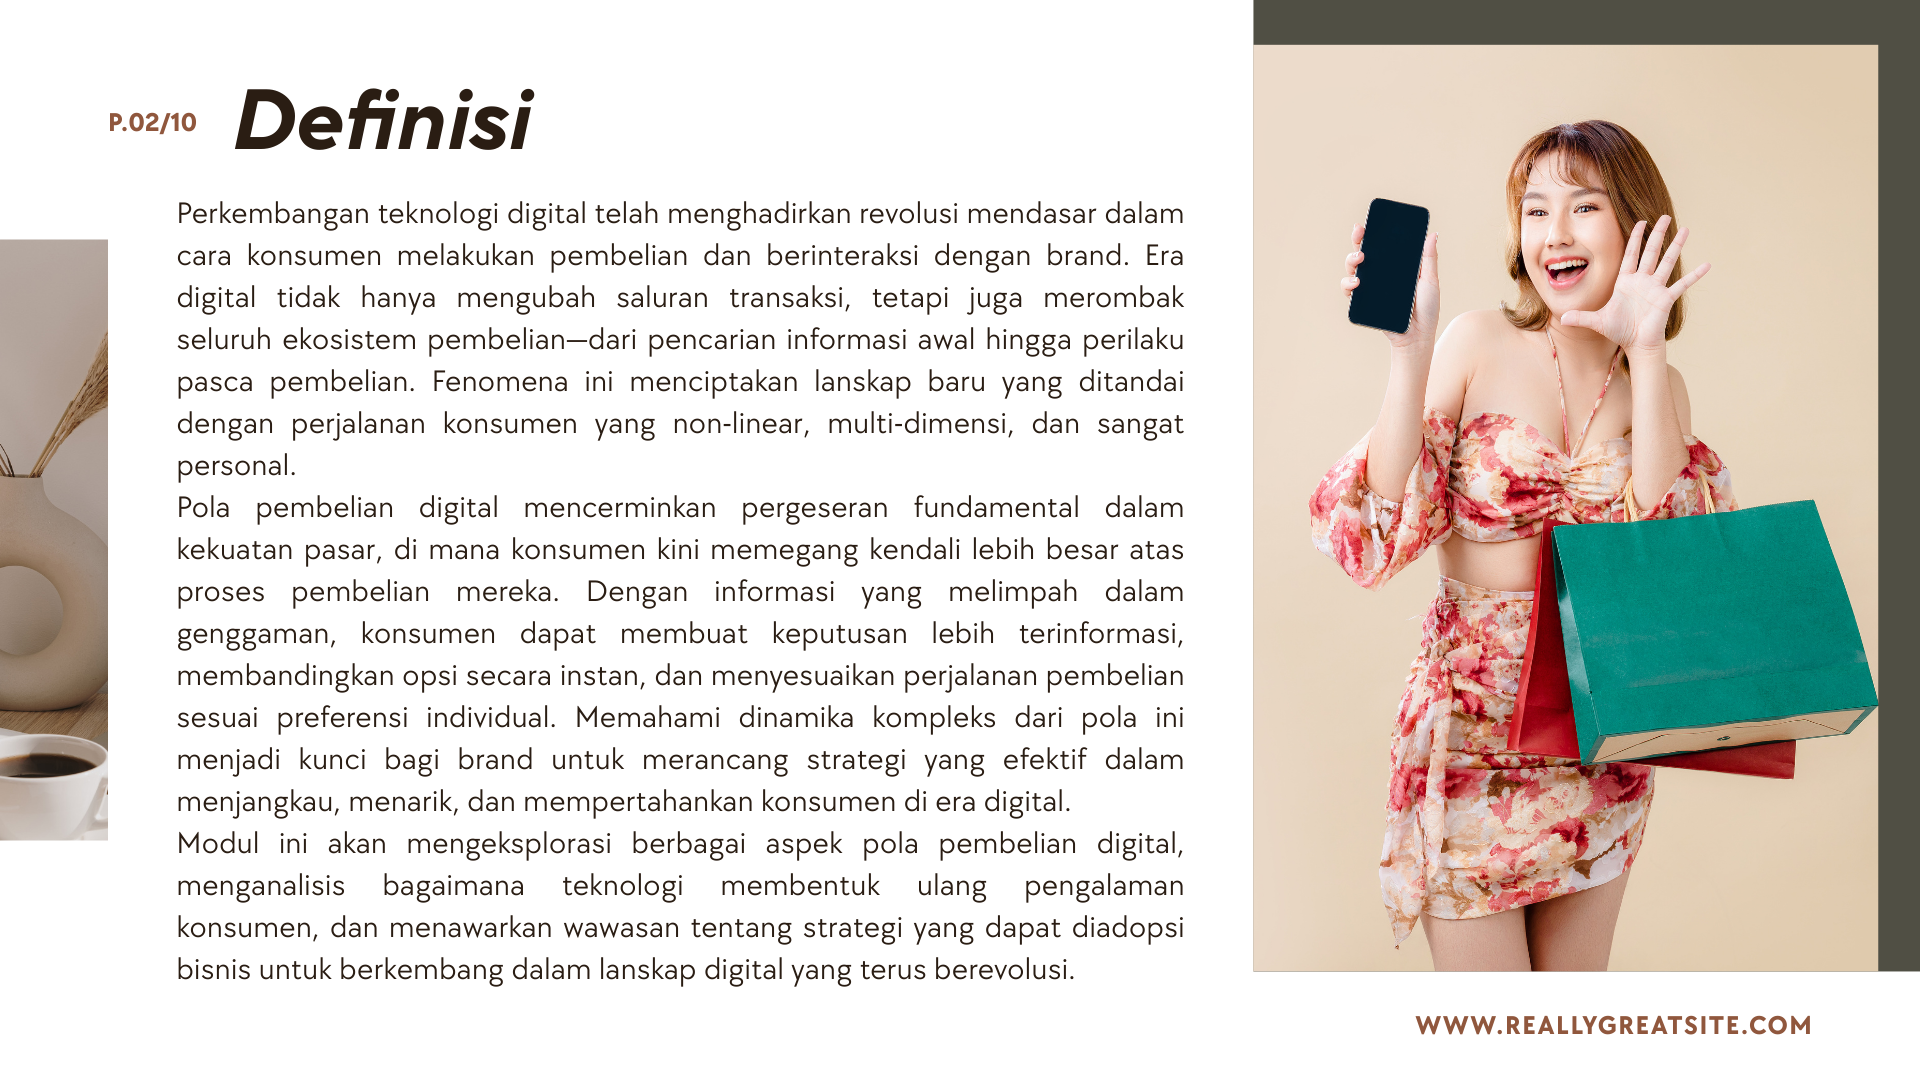 P.02/10
Definisi
Perkembangan teknologi digital telah menghadirkan revolusi mendasar dalam
cara konsumen melakukan pembelian dan berinteraksi dengan brand. Era
digital tidak hanya mengubah saluran transaksi, tetapi juga merombak
seluruh ekosistem pembelian—dari pencarian informasi awal hingga perilaku
pasca pembelian. Fenomena ini menciptakan lanskap baru yang ditandai
dengan perjalanan konsumen yang non-linear, multi-dimensi, dan sangat
personal.
Pola pembelian digital mencerminkan pergeseran fundamental dalam
kekuatan pasar, di mana konsumen kini memegang kendali lebih besar atas
proses pembelian mereka. Dengan informasi yang melimpah dalam
genggaman, konsumen dapat membuat keputusan lebih terinformasi,
membandingkan opsi secara instan, dan menyesuaikan perjalanan pembelian
sesuai preferensi individual. Memahami dinamika kompleks dari pola ini
menjadi kunci bagi brand untuk merancang strategi yang efektif dalam
menjangkau, menarik, dan mempertahankan konsumen di era digital.
Modul ini akan mengeksplorasi berbagai aspek pola pembelian digital,
menganalisis bagaimana teknologi membentuk ulang pengalaman
konsumen, dan menawarkan wawasan tentang strategi yang dapat diadopsi
bisnis untuk berkembang dalam lanskap digital yang terus berevolusi.
WWW.REALLYGREATSITE.COM